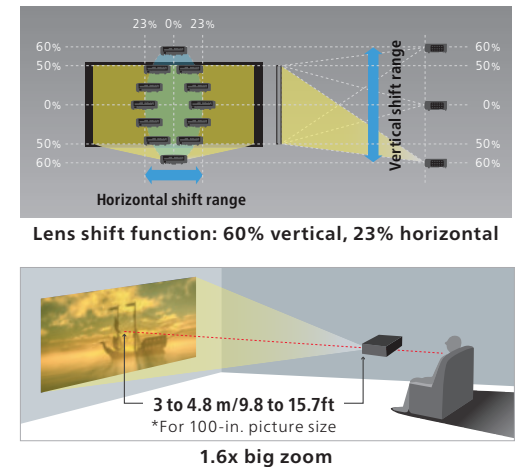 23% 0% 23%
60% 60%
50% 50%
0% 0%
50% 50%
60% 60%
Vertical shift range
Horizontal shift range
Lens shift function: 60% vertical, 23% horizontal
3 to 4.8 m/9.8 to 15.7ft
*For 100-in. picture size
1.6x big zoom